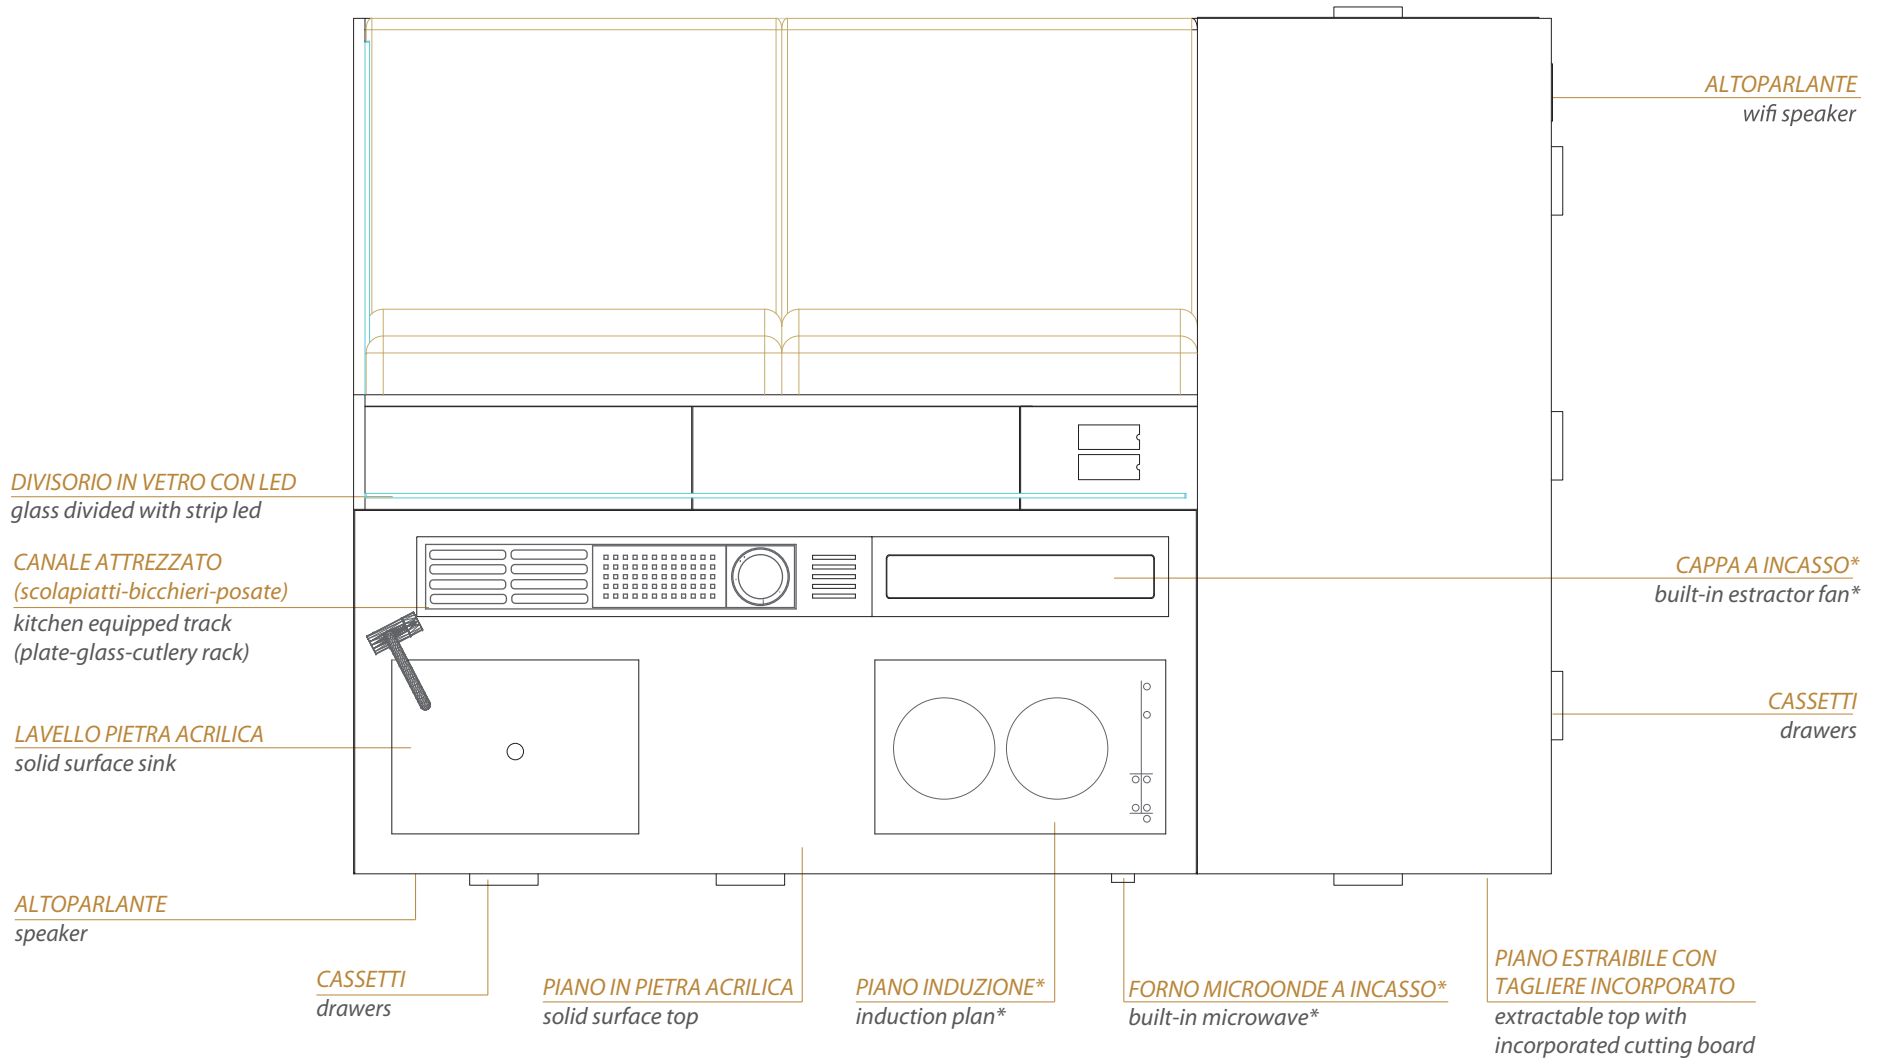 ALTOPARLANTE
wifi speaker
DIVISORIO IN VETRO CON LED
glass divided with strip led
CANALE ATTREZZATO
(scolapiatti-bicchieri-posate)
kitchen equipped track
(plate-glass-cutlery rack)
CAPPA A INCASSO*
built-in estractor fan*
LAVELLO PIETRA ACRILICA
solid surface sink
CASSETTI
drawers
ALTOPARLANTE
speaker
CASSETTI
drawers
PIANO IN PIETRA ACRILICA
solid surface top
PIANO INDUZIONE*
induction plan*
FORNO MICROONDE A INCASSO*
built-in microwave*
PIANO ESTRAIBILE CON
TAGLIERE INCORPORATO
extractable top with
incorporated cutting board